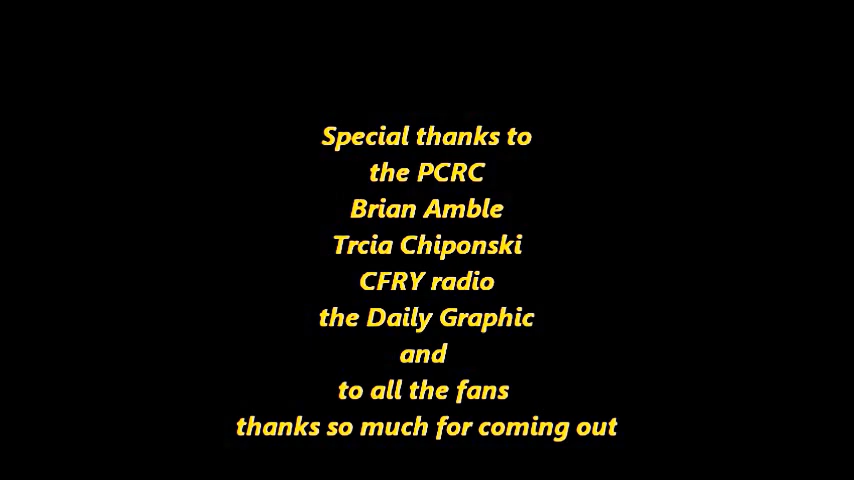 Special thanks to
the PCRC
Brian Amble
Trcia Chiponski
CFRY radio
the Daily Graphic
and
to all the fans
thanks so much for coming out